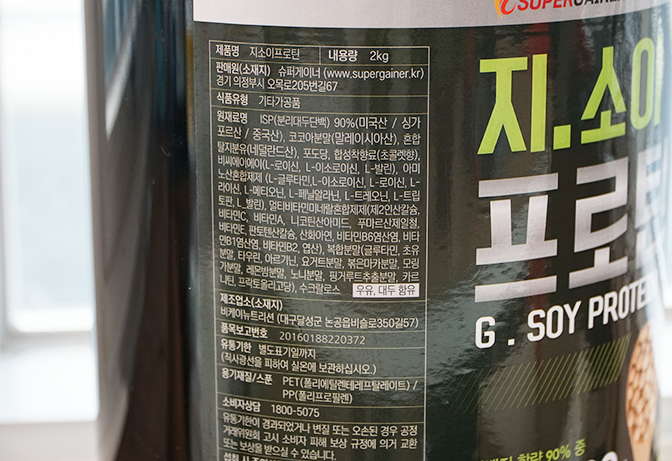 SUPERGAINER
제품명 지소이프로틴 내용량 2kg
판매원(소재지) 슈퍼게이너 (www.supergainer.kr)
경기 의정부시 오목로205번길67
식품유형 기타가공품
원재료명 ISP(분리대두단백) 90%(미국산 / 싱가
포르산 / 중국산), 코코아분말(말레이시아산), 혼합
탈지분유(네덜란드산), 포도당, 합성착향료(초콜렛향),
비씨에이에이(L-로이신, L-이소로이신, L-발린), 아미
노산혼합제제 (L-글루타민,L-이소로이신, L-로이신, L-
라이신, L-메티오닌, L-페닐알라닌, L-트레오닌, L-트립
토판, L_발린), 멀티비타민미네랄혼합제제(제2인산칼슘,
비타민C, 비타민A, 니코틴산아미드, 푸마르산제일철,
비타민E, 판토텐산칼슘, 산화아연, 비타민B6염산염, 비타
민B1염산염, 비타민B2, 엽산), 복합분말(글루타민, 초유
분말, 타우린, 아르기닌, 요거트분말, 볶은마카분말, 모링
가분말, 레몬밤분말, 노니분말, 핑거루트추출분말, 카르
니틴, 프락토올리고당), 수크랄로스 우유, 대두 함유
제조업소(소재지)
비케이뉴트리션 (대구달성군 논공읍비슬로350길57)
품목보고번호 20160188220372
유통기한 별도표기일까지
(직사광선을 피하여 실온에 보관하십시오.)
용기재질/스푼 PET(폴리에틸렌테레프탈레이트) /
PP(폴리프로필렌)
소비자상담 1800-5075
유통기한이 경과되었거나 변질 또는 오손된 경우 공정
거래위원회 고시 소비자 피해 보상 규정에 의거 교환
또는 보상을 받으실 수 있습니다.
지.소이
프로틴
G . SOY PROTEI
90% 중